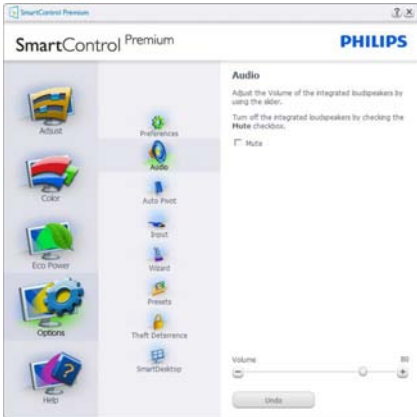 SmartControl Premium
SmartControl Premium
PHILIPS
Adjust
Color
Eco Power
Options
Help
Preferences
Audio
Auto Pivot
Input
Wizard
Presets
Theft Deterrence
SmartDesktop
Audio
Adjust the Volume of the integrated loudspeakers by
using the slider.
Turn off the integrated loudspeakers by checking the
Mute checkbox.
Mute
Volume 80
Undo